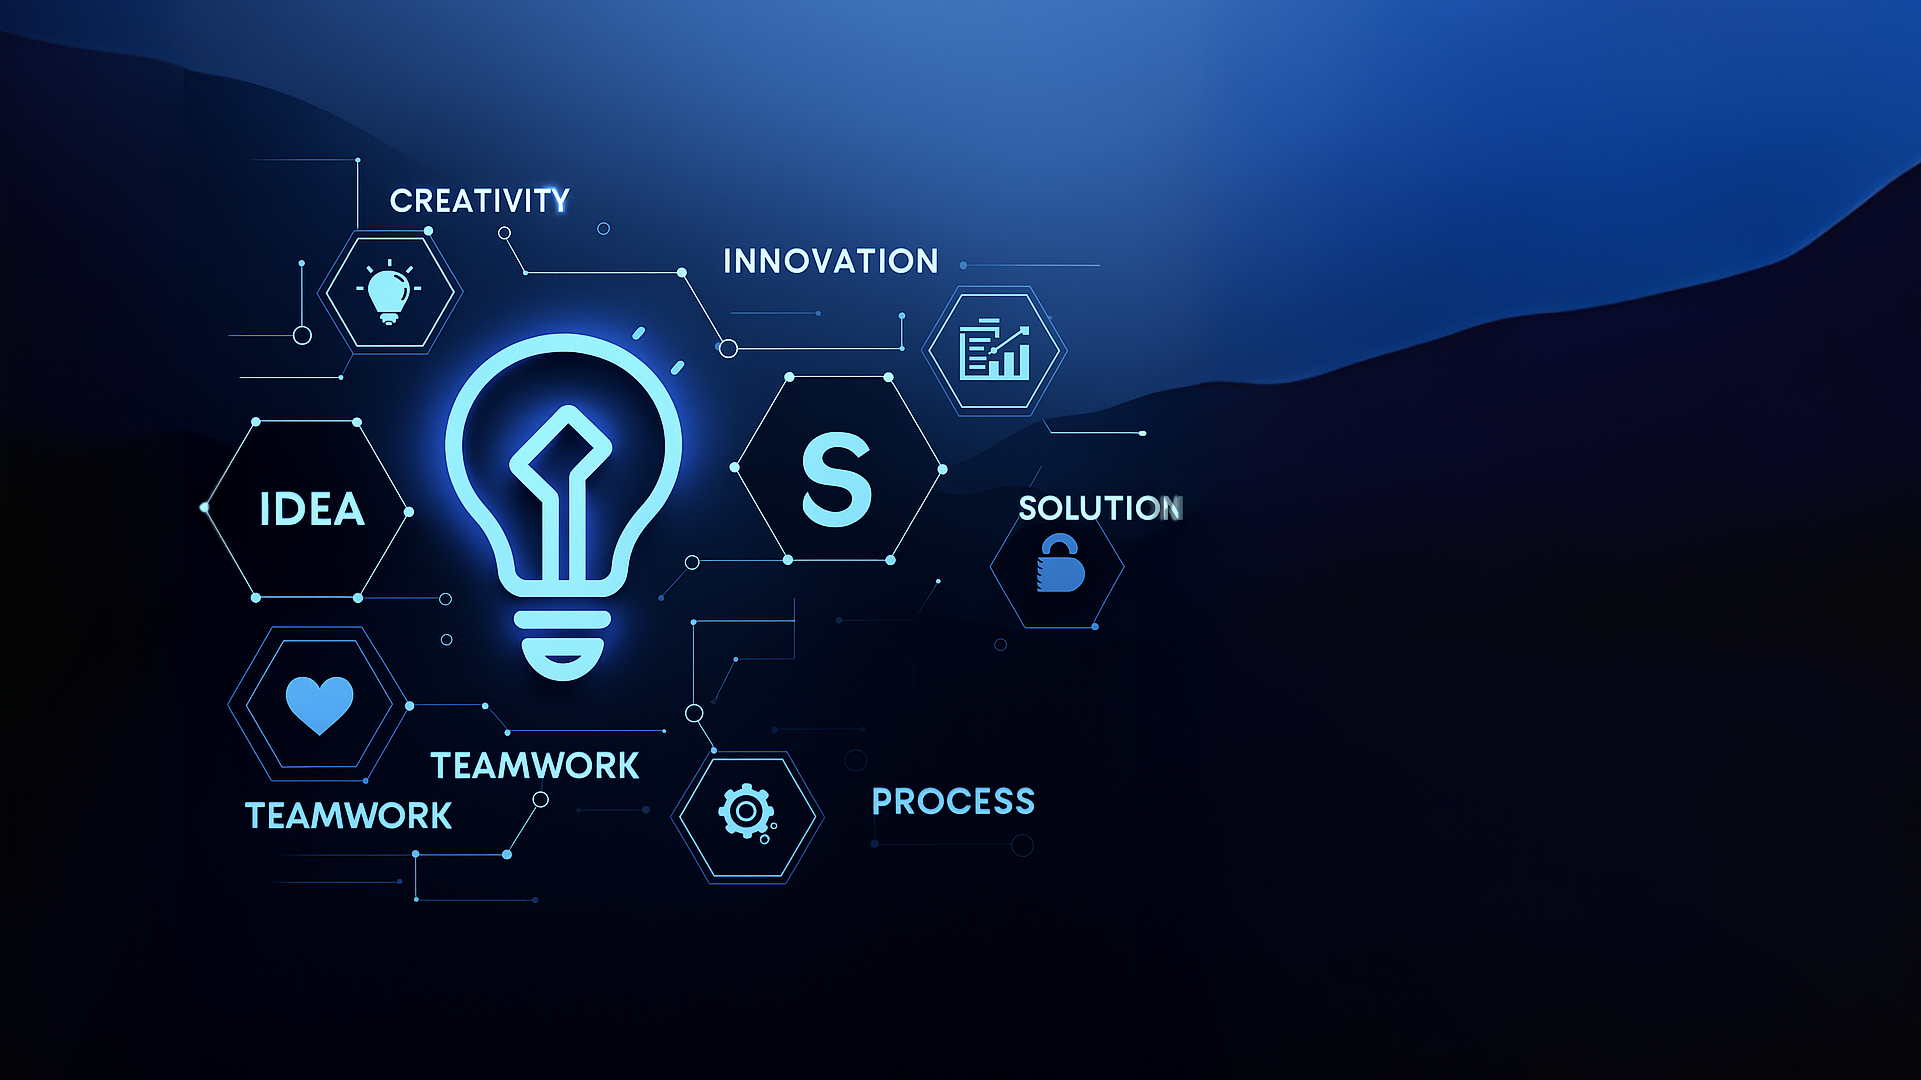 CREATIVITY
INNOVATION
IDEA
S
SOLUTION
TEAMWORK
TEAMWORK
PROCESS